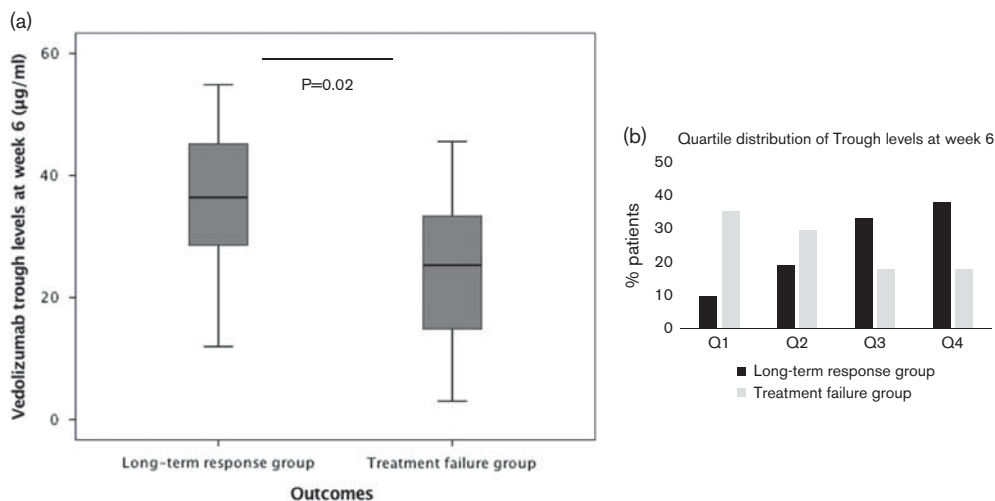 (a)
60
40
20
0
Vedolizumab trough levels at week 6 (µg/ml)
P=0.02
Long-term response group
Treatment failure group
Outcomes
(b)
Quartile distribution of Trough levels at week 6
50
40
30
20
10
0
% patients
Q1 Q2 Q3 Q4
Long-term response group
Treatment failure group